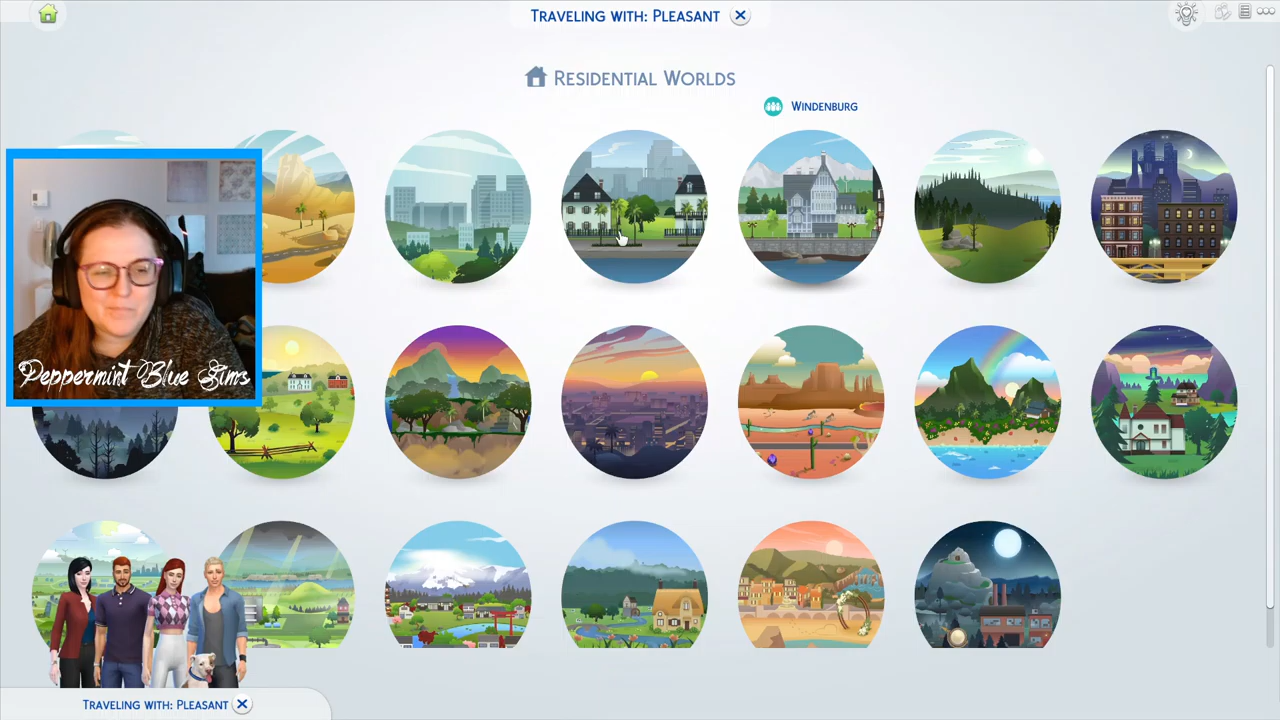 TRAVELING WITH: PLEASANT
RESIDENTIAL WORLDS
WINDENBURG
Peppermint Blue Sims
TRAVELING WITH: PLEASANT